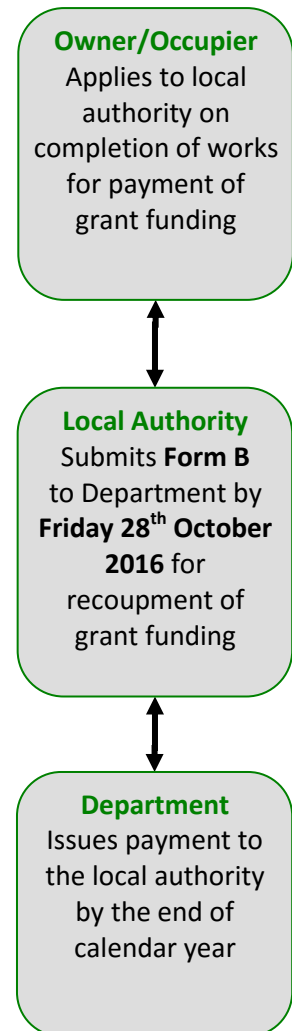 Owner/Occupier
Applies to local
authority on
completion of works
for payment of
grant funding
Local Authority
Submits Form B
to Department by
Friday 28th October
2016 for
recoupment of
grant funding
Department
Issues payment to
the local authority
by the end of
calendar year